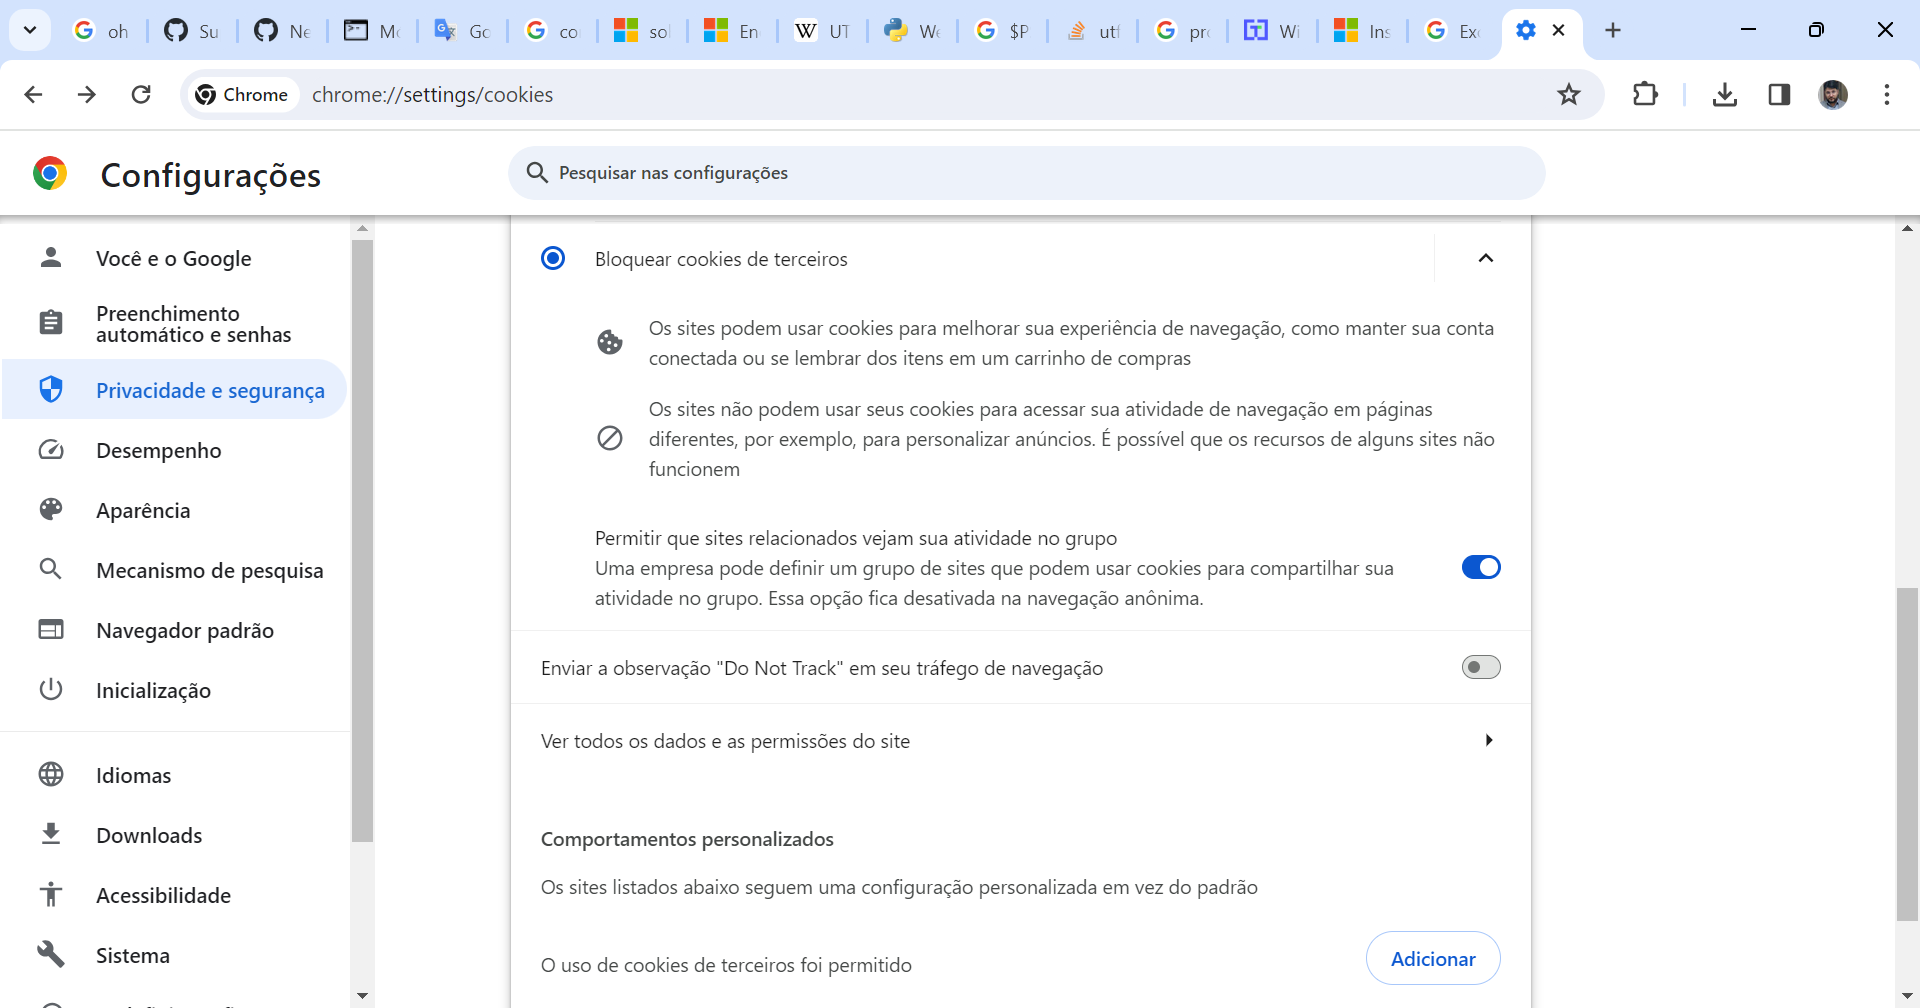 oh
Su
Ne
Mo
Go
co
so
En
UT
We
$P
utf
pro
Wi
Ins
Exc
Chrome
chrome://settings/cookies
Configurações
Pesquisar nas configurações
Você e o Google
Preenchimento
automático e senhas
Privacidade e segurança
Desempenho
Aparência
Mecanismo de pesquisa
Navegador padrão
Inicialização
Idiomas
Downloads
Acessibilidade
Sistema
Bloquear cookies de terceiros
Os sites podem usar cookies para melhorar sua experiência de navegação, como manter sua conta
conectada ou se lembrar dos itens em um carrinho de compras
Os sites não podem usar seus cookies para acessar sua atividade de navegação em páginas
diferentes, por exemplo, para personalizar anúncios. É possível que os recursos de alguns sites não
funcionem
Permitir que sites relacionados vejam sua atividade no grupo
Uma empresa pode definir um grupo de sites que podem usar cookies para compartilhar sua
atividade no grupo. Essa opção fica desativada na navegação anônima.
Enviar a observação "Do Not Track" em seu tráfego de navegação
Ver todos os dados e as permissões do site
Comportamentos personalizados
Os sites listados abaixo seguem uma configuração personalizada em vez do padrão
O uso de cookies de terceiros foi permitido
Adicionar